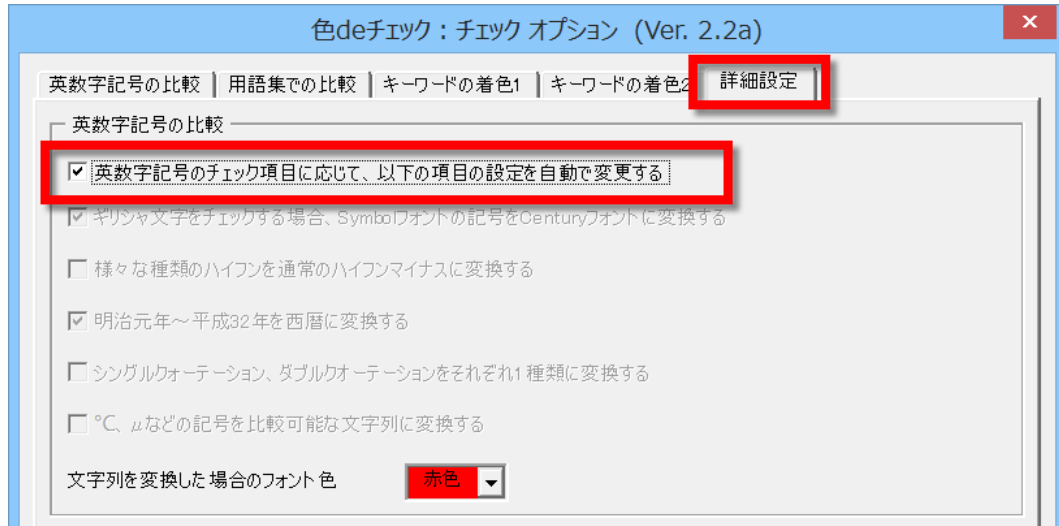 色deチェック：チェック オプション (Ver. 2.2a)
英数字記号の比較 用語集での比較 キーワードの着色1 キーワードの着色2 詳細設定
英数字記号の比較
英数字記号のチェック項目に応じて、以下の項目の設定を自動で変更する
ギリシャ文字をチェックする場合、Symbolフォントの記号をCenturyフォントに変換する
様々な種類のハイフンを通常のハイフンマイナスに変換する
明治元年～平成32年を西暦に変換する
シングルクォーテーション、ダブルクオーテーションをそれぞれ1種類に変換する
℃、μなどの記号を比較可能な文字列に変換する
文字列を変換した場合のフォント色 赤色